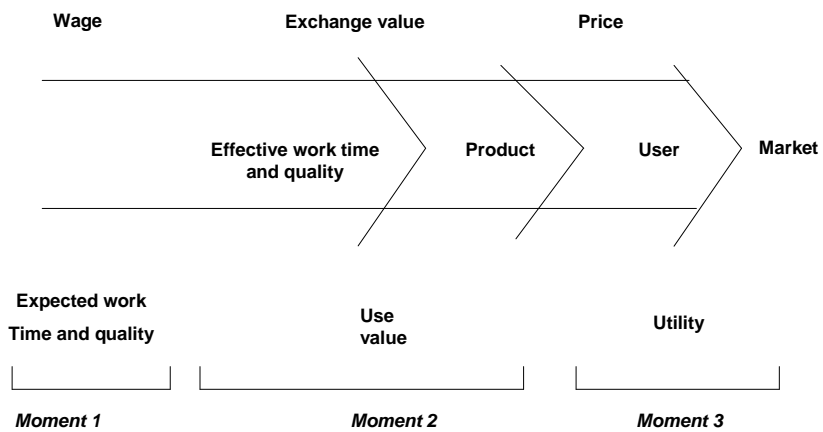 Wage
Exchange value
Price
Effective work time
and quality
Product
User
Market
Expected work
Time and quality
Use
value
Utility
Moment 1
Moment 2
Moment 3